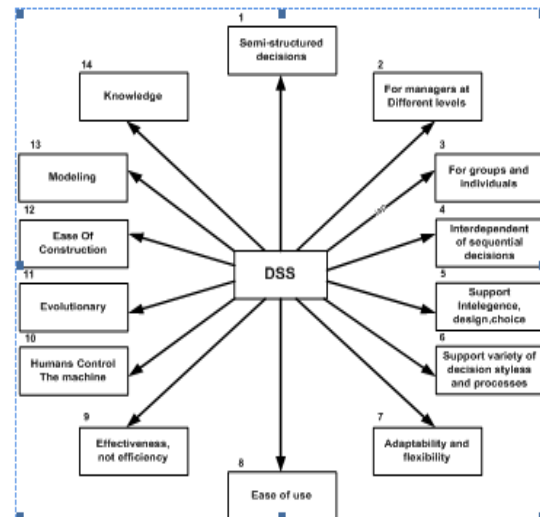 1
Semi-structured
decisions
2
For managers at
Different levels
3
For groups and
individuals
4
Interdependent
of sequential
decisions
5
Support
Intelegence,
design,choice
6
Support variety of
decision styless
and processes
7
Adaptability and
flexibility
8
Ease of use
9
Effectiveness,
not efficiency
10
Humans Control
The machine
11
Evolutionary
12
Ease Of
Construction
13
Modeling
14
Knowledge
DSS